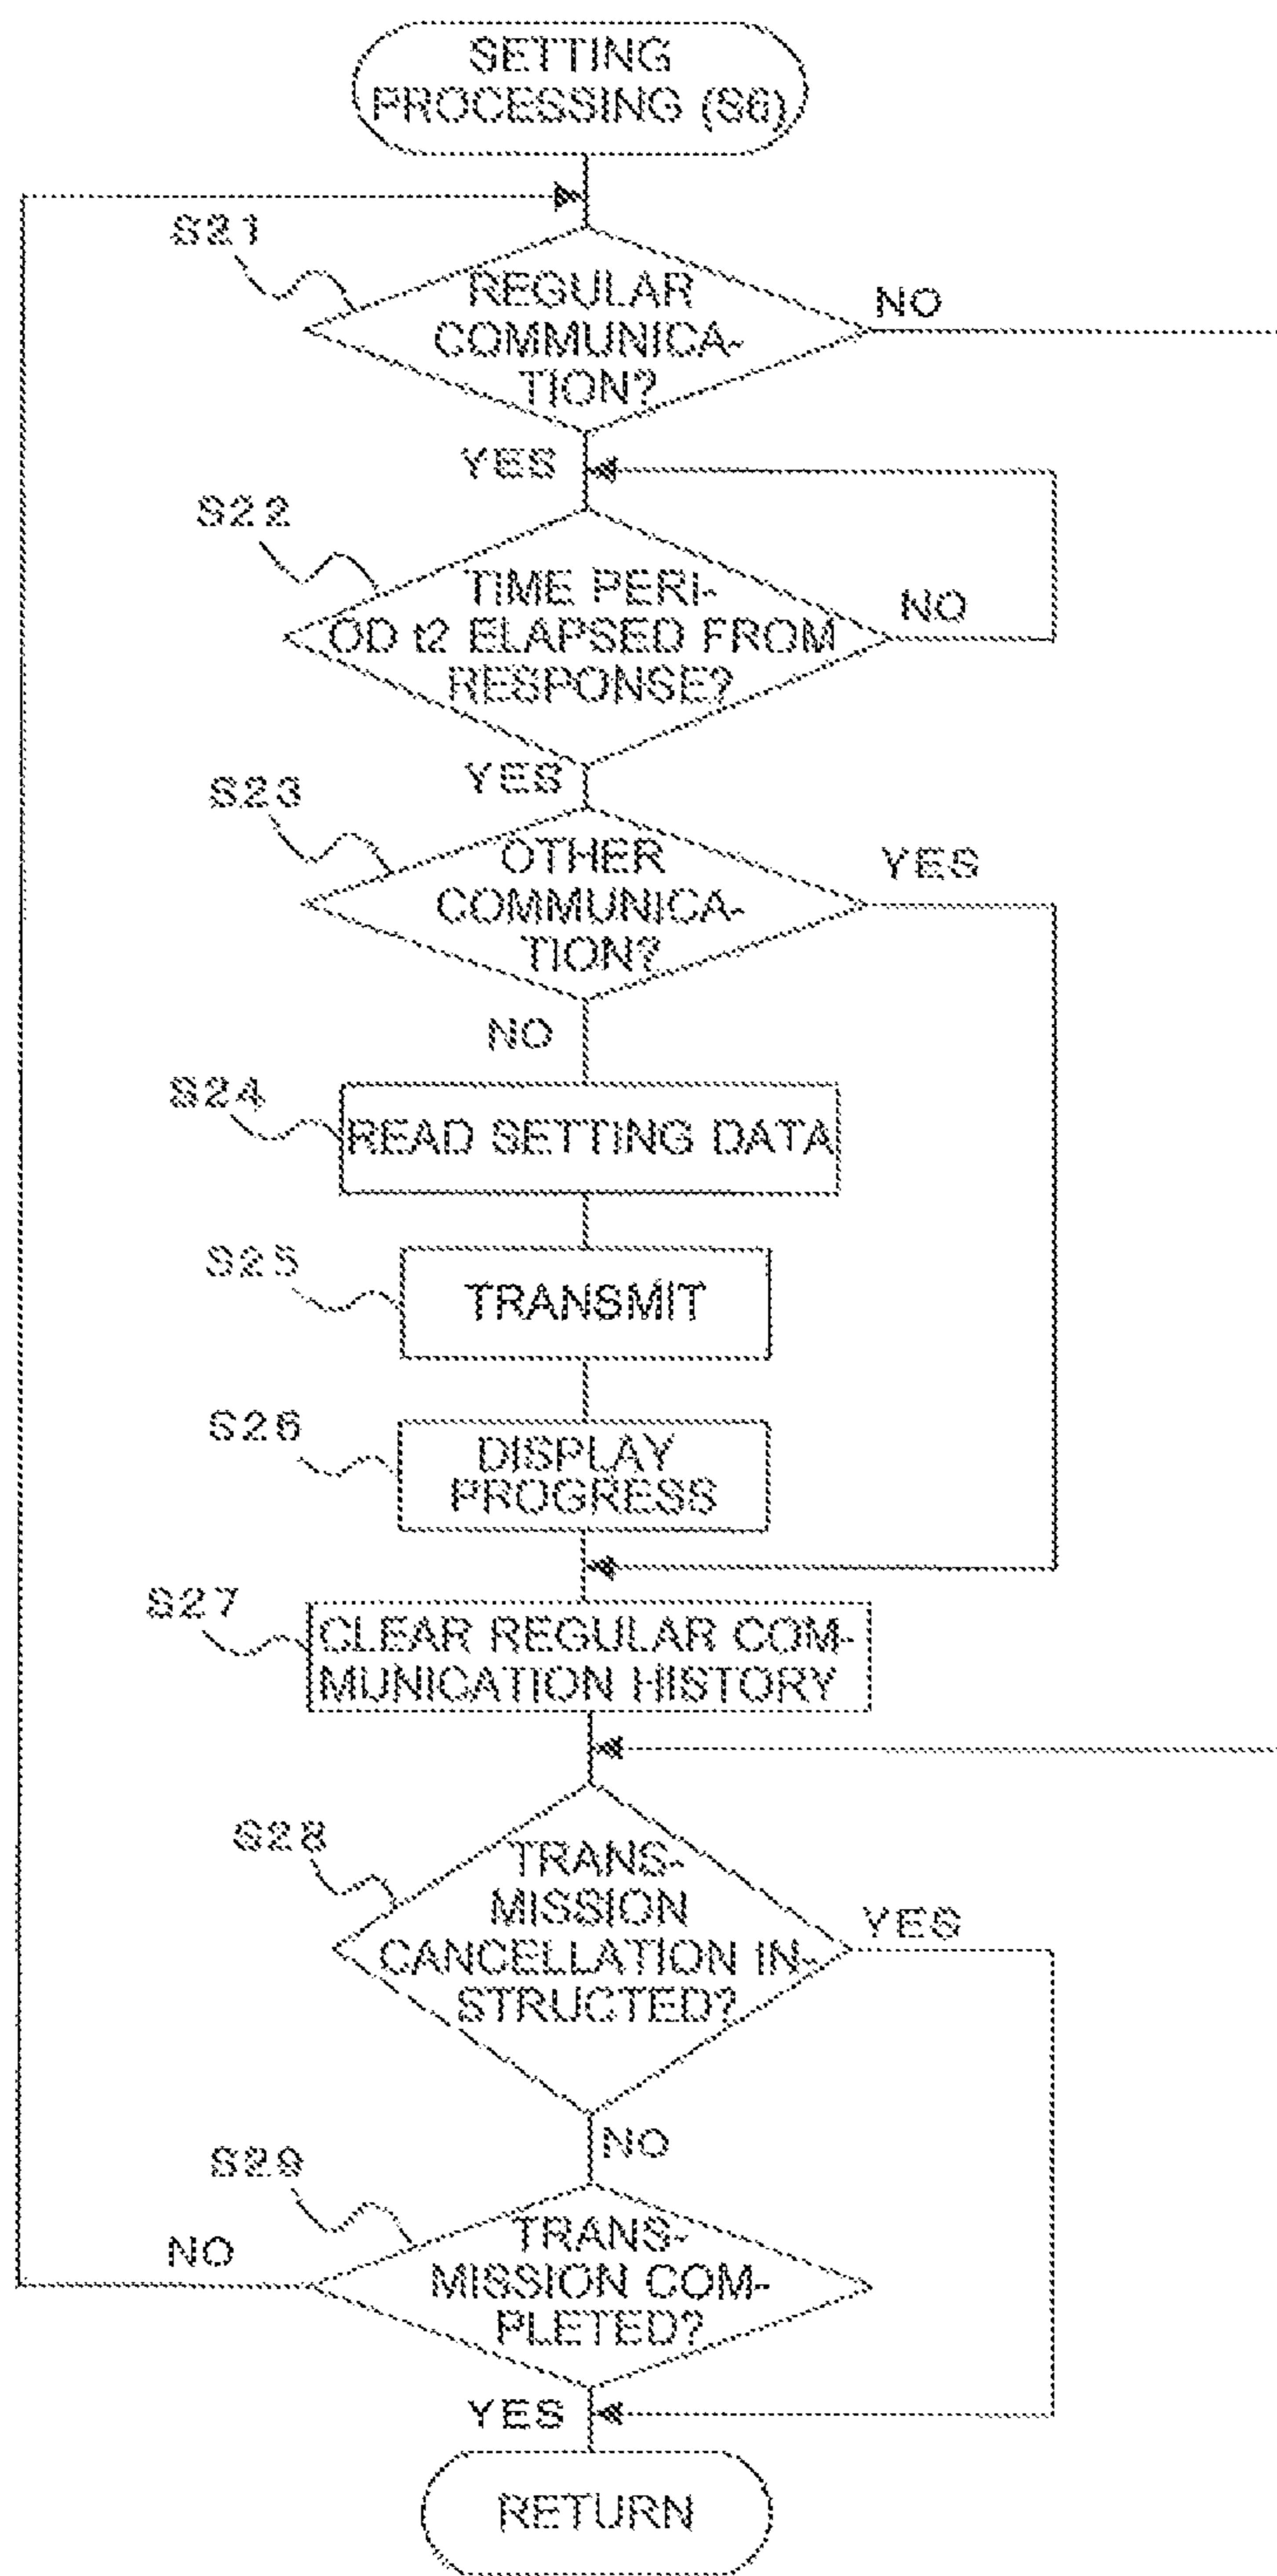 SETTING
PROCESSING (S6)
S21
REGULAR
COMMUNICA-
TION?
NO
YES
S22
TIME PERI-
OD t2 ELAPSED FROM
RESPONSE?
NO
YES
S23
OTHER
COMMUNICA-
TION?
YES
NO
S24
READ SETTING DATA
S25
TRANSMIT
S26
DISPLAY
PROGRESS
S27
CLEAR REGULAR COM-
MUNICATION HISTORY
S28
TRANS-
MISSION
CANCELLATION IN-
STRUCTED?
YES
NO
S29
TRANS-
MISSION COM-
PLETED?
NO
YES
RETURN